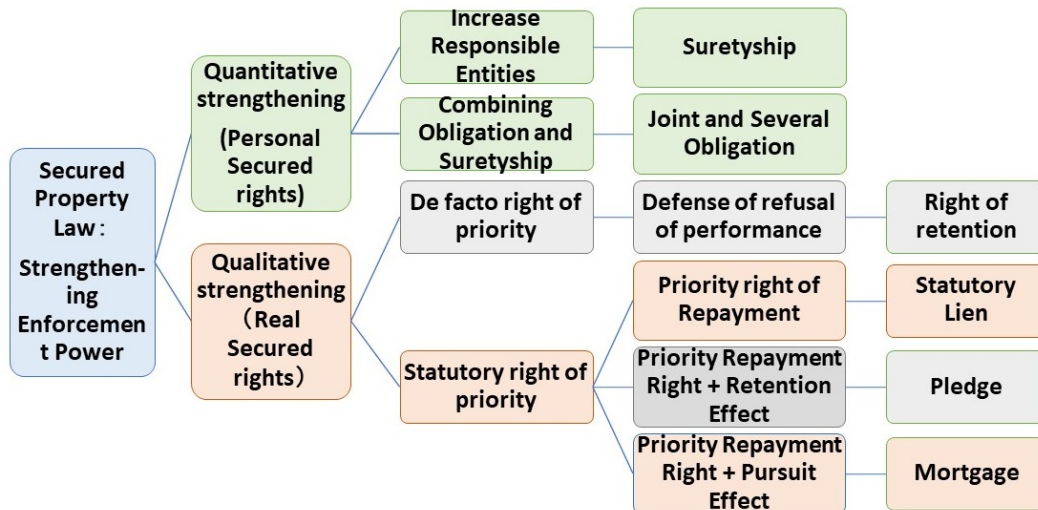 Secured
Property
Law :
Strengthen-
ing
Enforcemen
t Power
Quantitative
strengthening
(Personal
Secured
rights)
Increase
Responsible
Entities
Suretyship
Combining
Obligation and
Suretyship
Joint and Several
Obligation
Qualitative
strengthening
（Real
Secured
rights）
De facto right of
priority
Defense of refusal
of performance
Right of
retention
Statutory right of
priority
Priority right of
Repayment
Statutory
Lien
Priority Repayment
Right + Retention
Effect
Pledge
Priority Repayment
Right + Pursuit
Effect
Mortgage